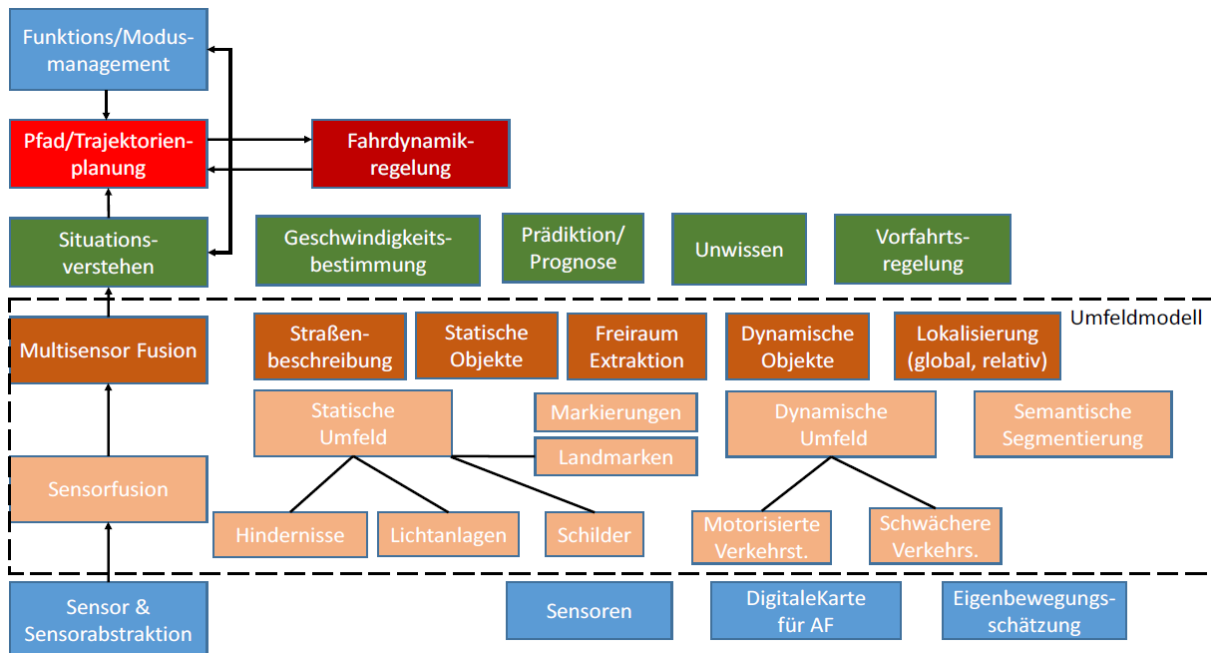 Funktions/Modus-
management
Pfad/Trajektorien-
planung
Fahrdynamik-
regelung
Situations-
verstehen
Geschwindigkeits-
bestimmung
Prädiktion/
Prognose
Unwissen
Vorfahrts-
regelung
Umfeldmodell
Multisensor Fusion
Straßen-
beschreibung
Statische
Objekte
Freiraum
Extraktion
Dynamische
Objekte
Lokalisierung
(global, relativ)
Statische
Umfeld
Markierungen
Landmarken
Dynamische
Umfeld
Semantische
Segmentierung
Sensorfusion
Hindernisse
Lichtanlagen
Schilder
Motorisierte
Verkehrst.
Schwächere
Verkehrs.
Sensor &
Sensorabstraktion
Sensoren
DigitaleKarte
für AF
Eigenbewegungs-
schätzung